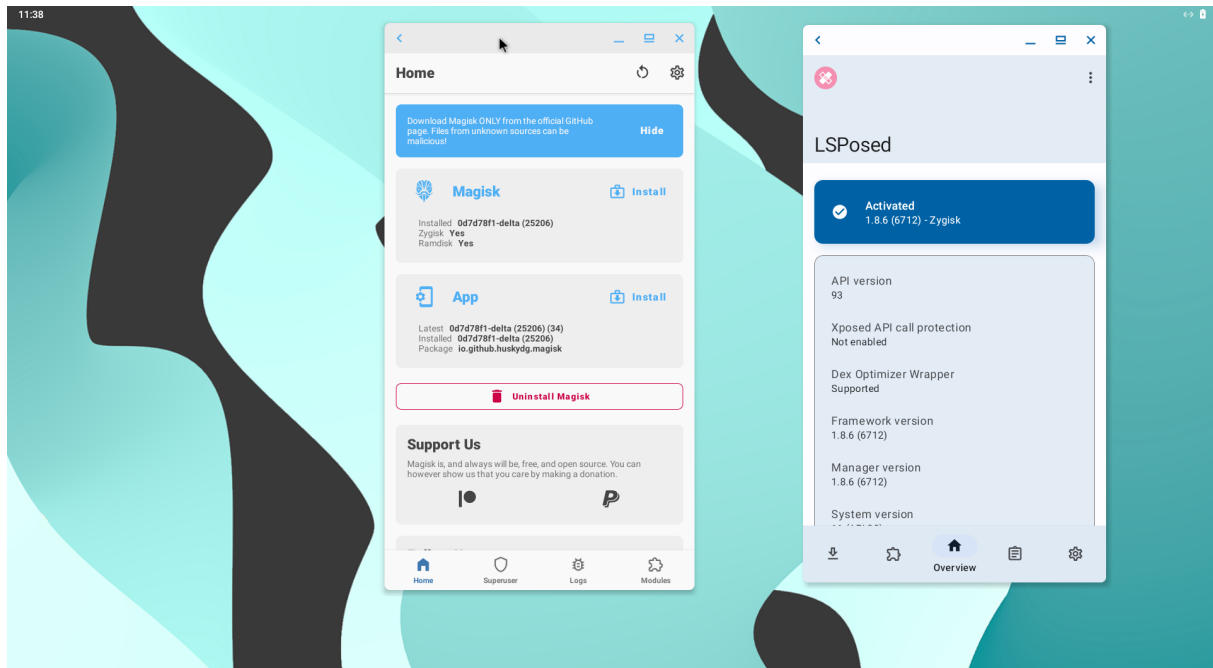 11:38
Home
Download Magisk ONLY from the official GitHub
page. Files from unknown sources can be
malicious!
Hide
Magisk
Install
Installed 0d7d78f1-delta (25206)
Zygisk Yes
Ramdisk Yes
App
Install
Latest 0d7d78f1-delta (25206) (34)
Installed 0d7d78f1-delta (25206)
Package io.github.huskydg.magisk
Uninstall Magisk
Support Us
Magisk is, and always will be, free, and open source. You can
however show us that you care by making a donation.
Home
Superuser
Logs
Modules
LSPosed
Activated
1.8.6 (6712) - Zygisk
API version
93
Xposed API call protection
Not enabled
Dex Optimizer Wrapper
Supported
Framework version
1.8.6 (6712)
Manager version
1.8.6 (6712)
System version
Overview